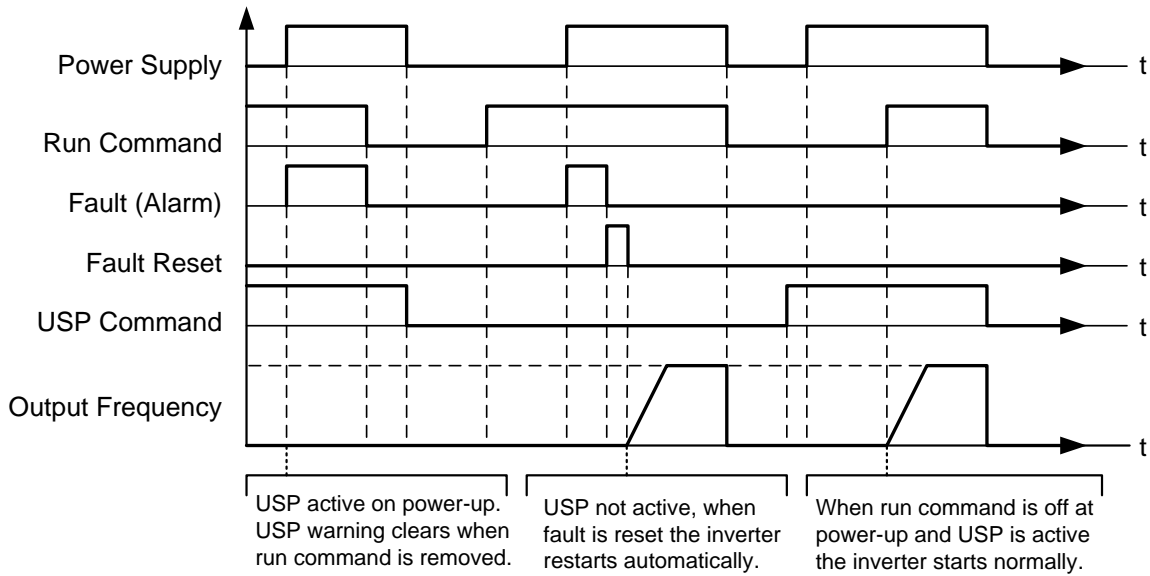 Power Supply
t
Run Command
t
Fault (Alarm)
t
Fault Reset
t
USP Command
t
Output Frequency
t
USP active on power-up.
USP warning clears when
run command is removed.
USP not active, when
fault is reset the inverter
restarts automatically.
When run command is off at
power-up and USP is active
the inverter starts normally.